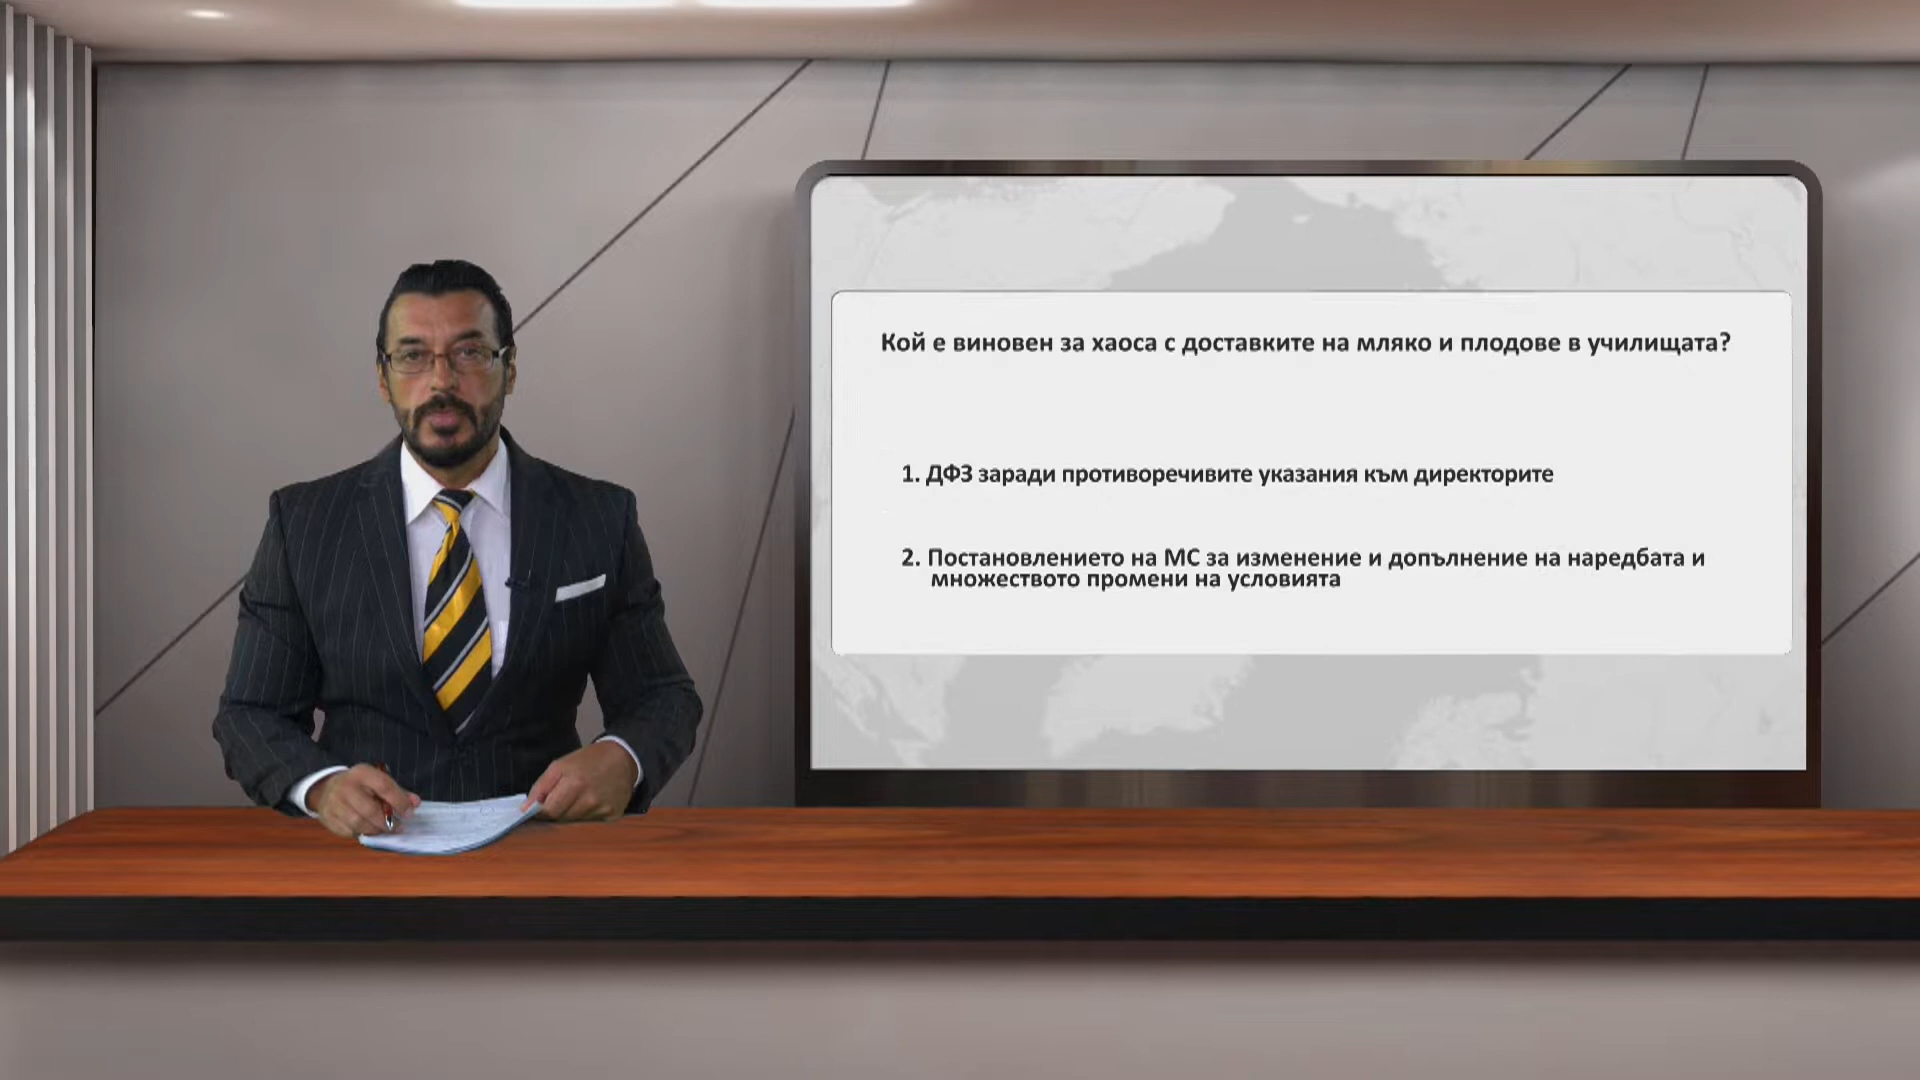 Кой е виновен за хаоса с доставките на мляко и плодове в училищата?
1. ДФЗ заради противоречивите указания към директорите
2. Постановлението на МС за изменение и допълнение на наредбата и
множеството промени на условията